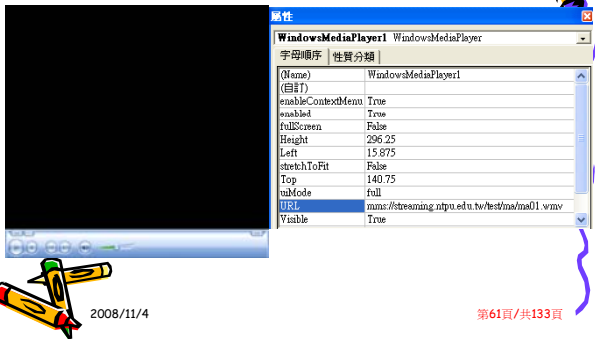 屬性
WindowsMediaPlayer1 WindowsMediaPlayer
字母順序 性質分類
(Name) WindowsMediaPlayer1
(自訂)
enableContextMenu True
enabled True
fullScreen False
Height 296.25
Left 15.875
stretchToFit False
Top 140.75
uiMode full
URL mms://streaming.ntpu.edu.tw/test/ma/ma01.wmv
Visible True
2008/11/4
第61頁/共133頁